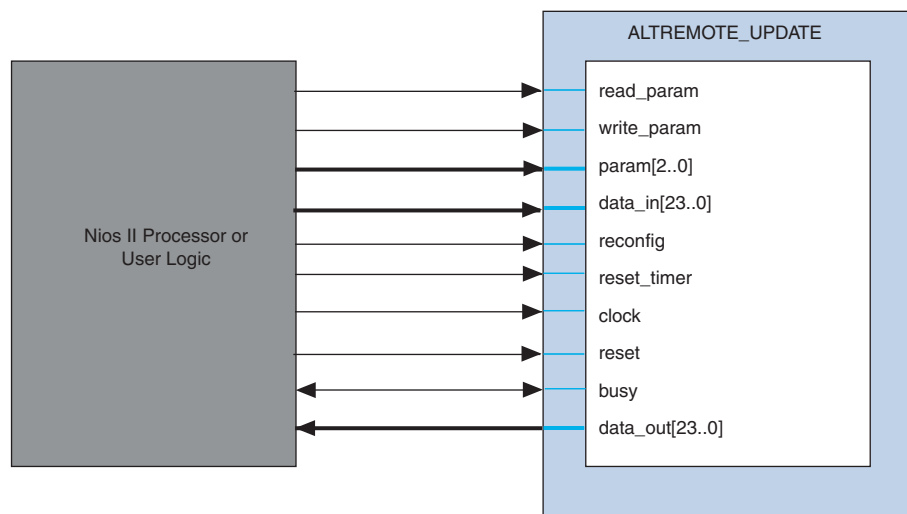 ALTREMOTE_UPDATE
Nios II Processor or
User Logic
read_param
write_param
param[2..0]
data_in[23..0]
reconfig
reset_timer
clock
reset
busy
data_out[23..0]